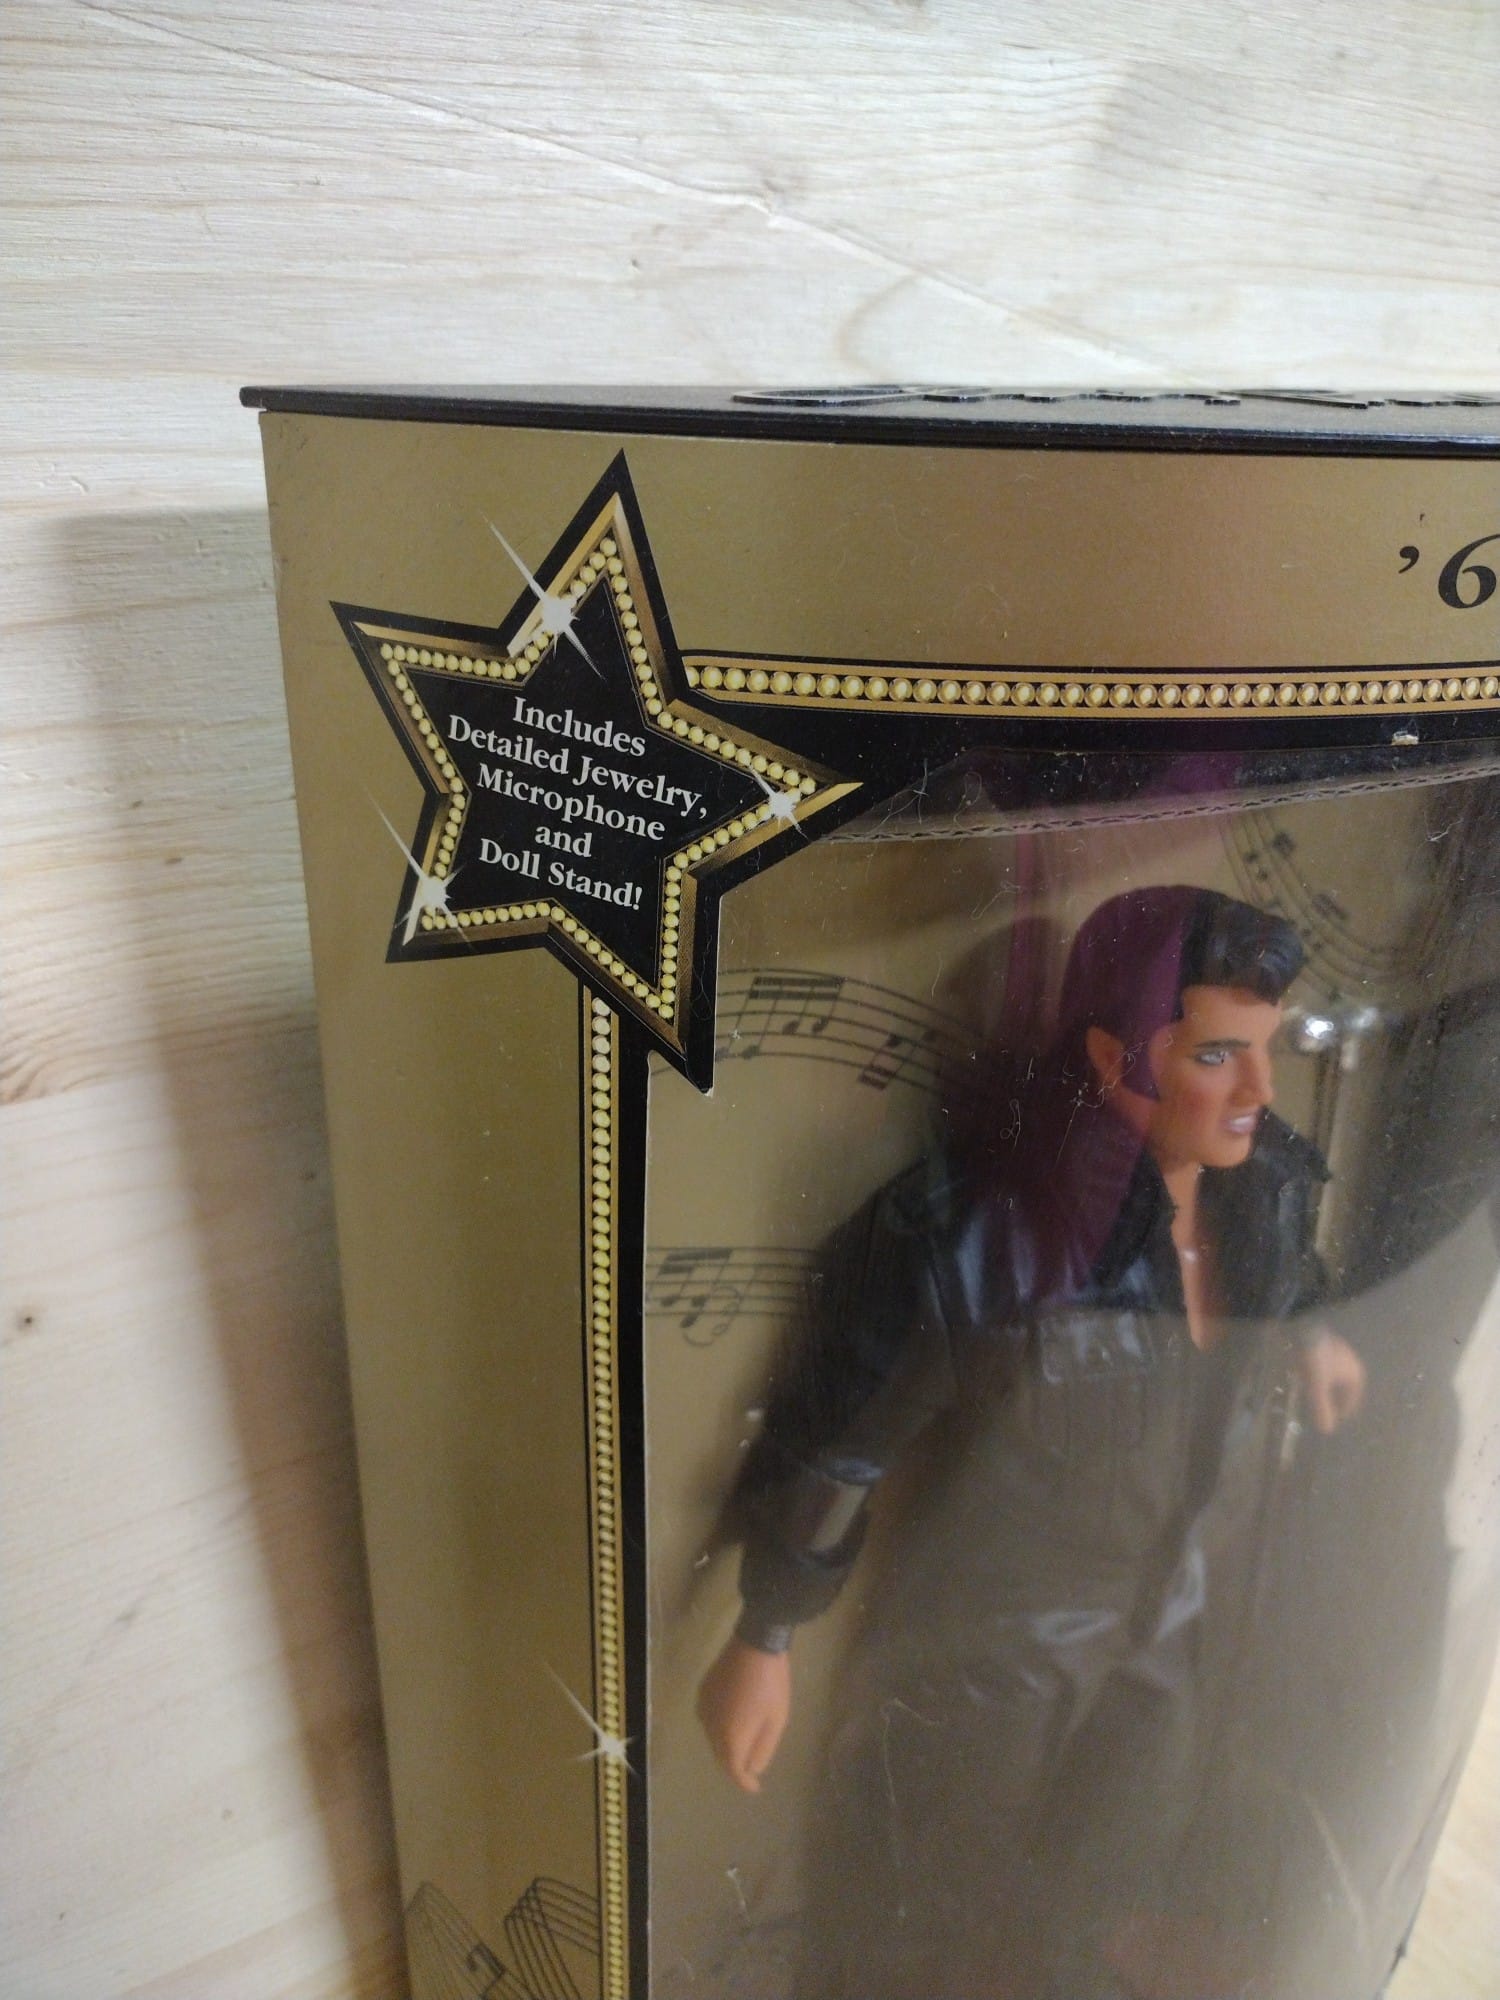 '6
Includes
Detailed Jewelry,
Microphone
and
Doll Stand!